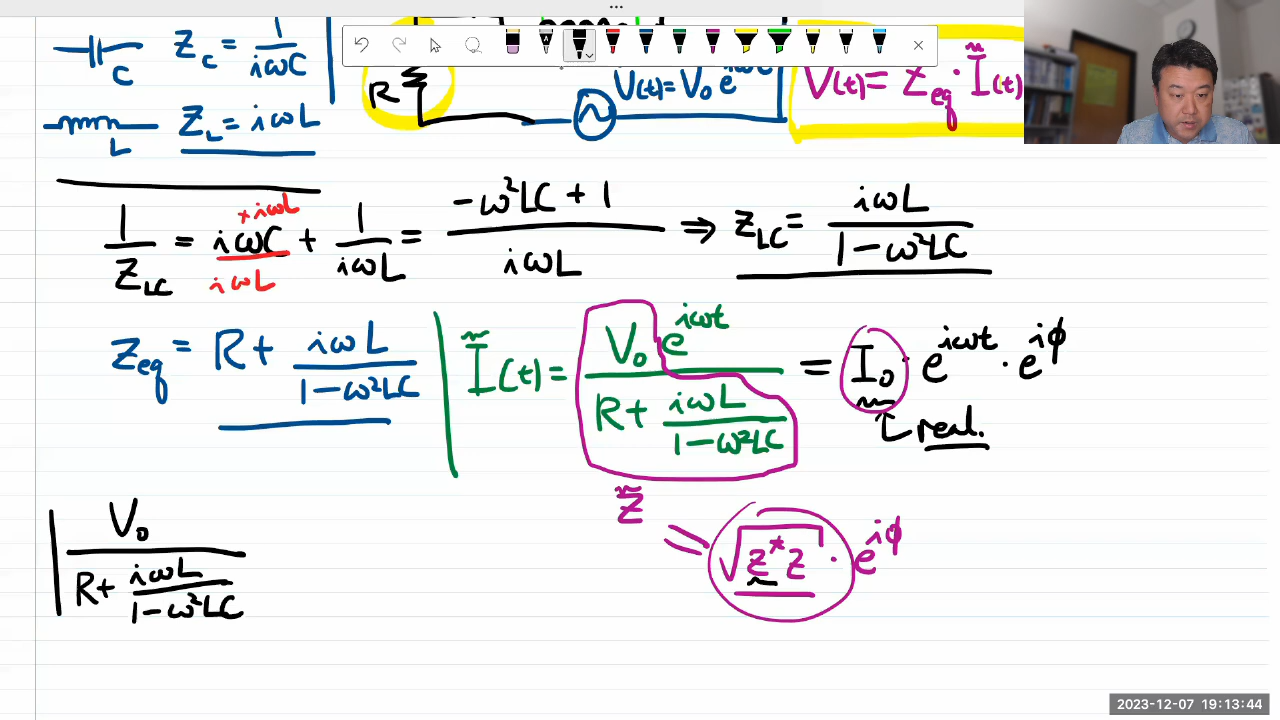 C Z_C = 1/(iωC)
L Z_L = iωL
R
V(t) = V₀ e
Ṽ(t) = Z_eq · Ĩ(t)
1/Z_LC = iωC + 1/(iωL) = (-ω²LC + 1)/(iωL) ⇒ Z_LC = iωL/(1-ω²LC)
× iωL
iωL
Z_eq = R + iωL/(1-ω²LC)
Ĩ(t) = V₀ e^{iωt}/(R + iωL/(1-ω²LC)) = I₀ · e^{iωt} · e^{iϕ}
real.
z̃
= √(z*z) · e^{iϕ}
| V₀/(R + iωL/(1-ω²LC))
2023-12-07 19:13:44